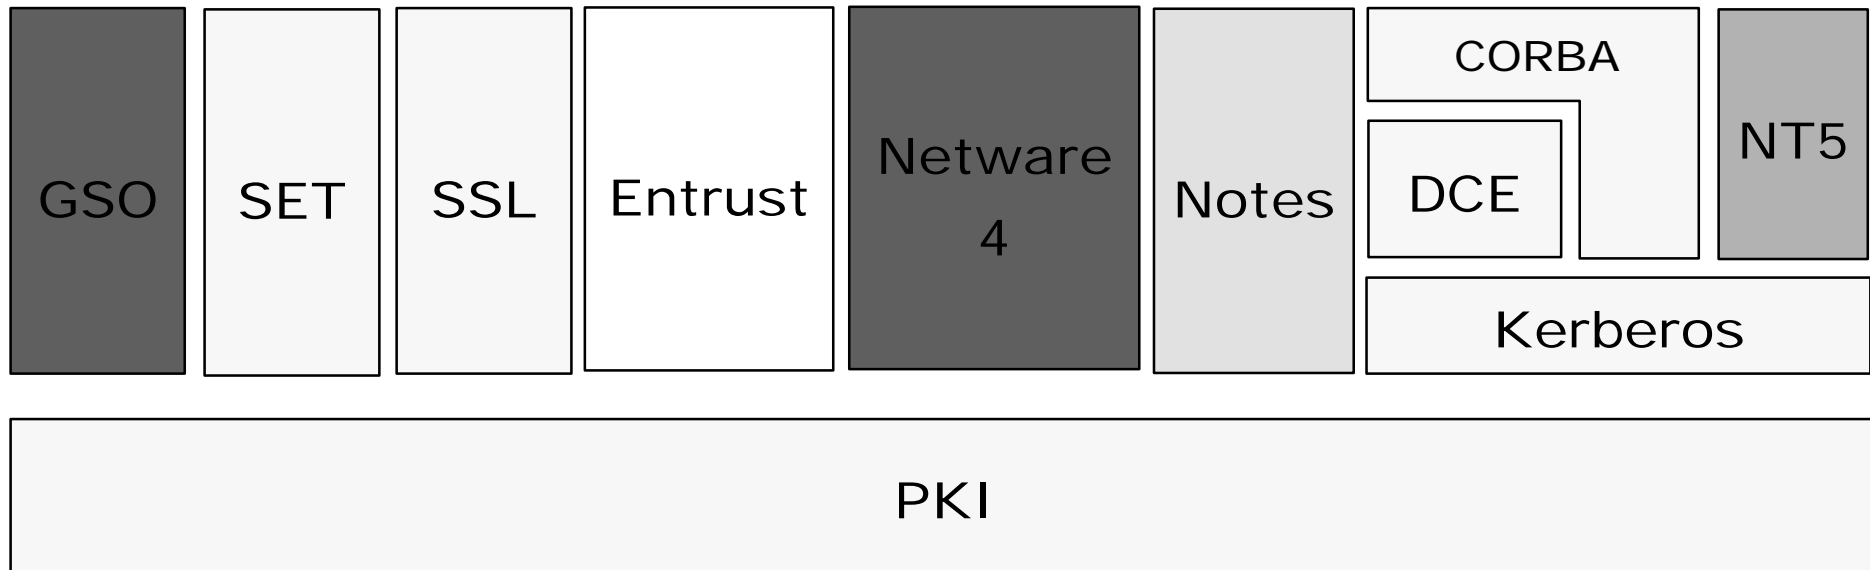 GSO
SET
SSL
Entrust
Netware
4
Notes
CORBA
DCE
NT5
Kerberos
PKI